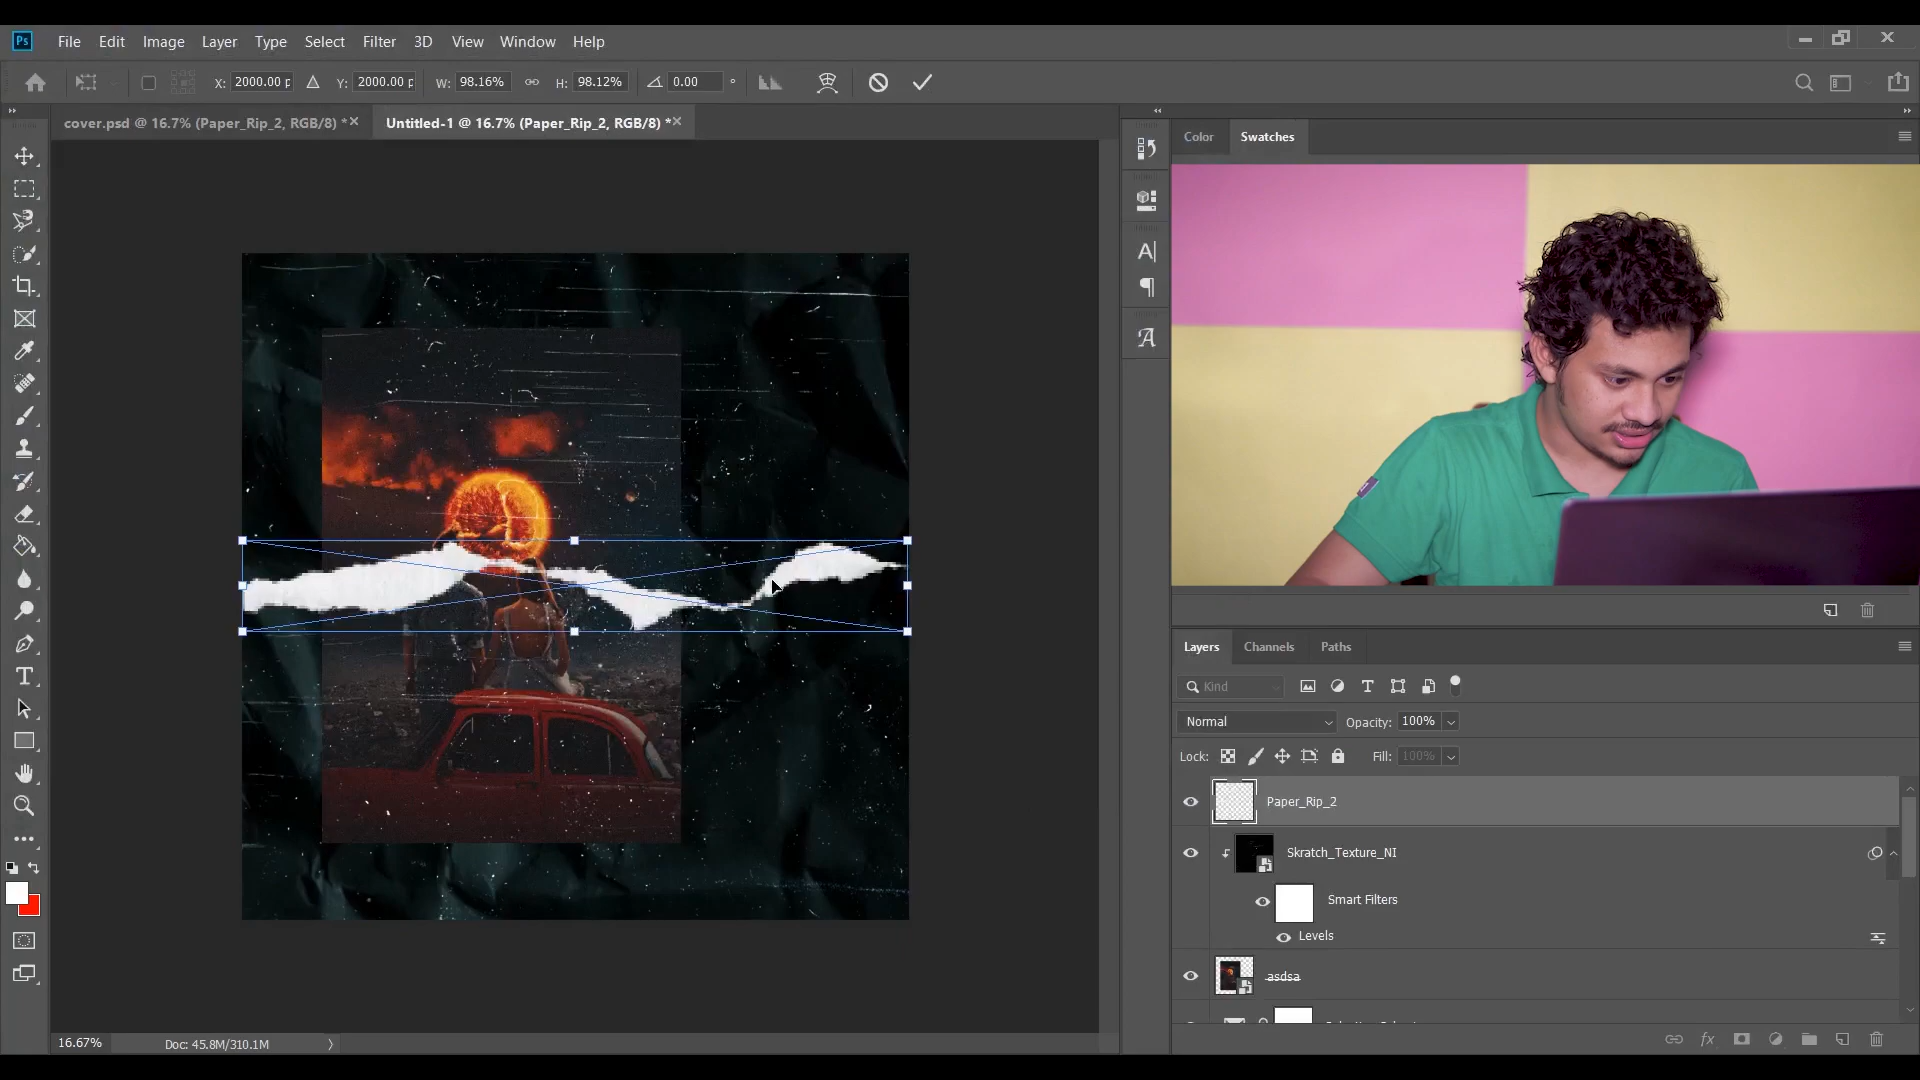 Ps File Edit Image Layer Type Select Filter 3D View Window Help
X: 2000.00 p Y: 2000.00 p W: 98.16% H: 98.12% 0.00 °
cover.psd @ 16.7% (Paper_Rip_2, RGB/8) * Untitled-1 @ 16.7% (Paper_Rip_2, RGB/8) *
Color Swatches
Layers Channels Paths
Kind
Normal Opacity: 100%
Lock: Fill: 100%
Paper_Rip_2
Skratch_Texture_NI
Smart Filters
Levels
asdsa
16.67% Doc: 45.8M/310.1M